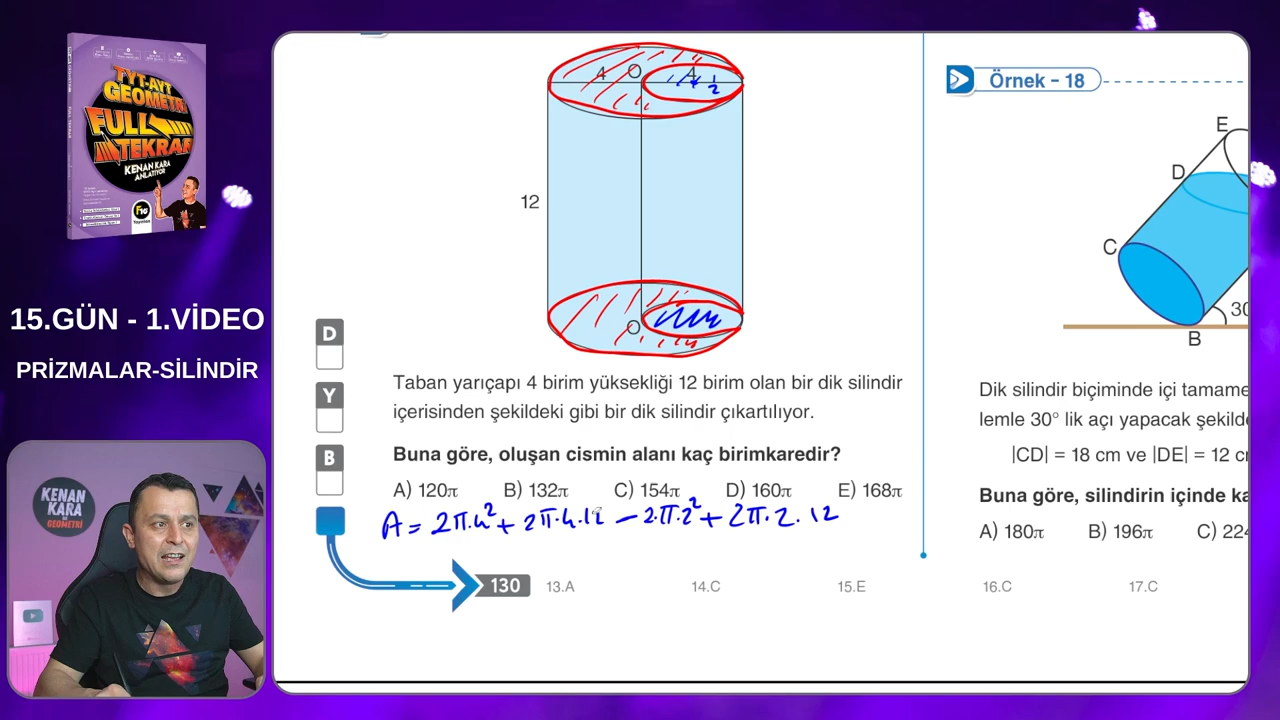 TYT-AYT
GEOMETRİ
FULL
TEKRAR
KENAN KARA
ANLATIYOR
15.GÜN - 1.VİDEO
PRİZMALAR-SİLİNDİR
KENAN
KARA
GEOMETRİ
4 O 4
2
12
O
D
Y
B
Taban yarıçapı 4 birim yüksekliği 12 birim olan bir dik silindir
içerisinden şekildeki gibi bir dik silindir çıkartılıyor.
Buna göre, oluşan cismin alanı kaç birimkaredir?
A) 120π B) 132π C) 154π D) 160π E) 168π
A = 2π.4² + 2π.4.12 − 2.π.2² + 2π.2.12
130 13.A 14.C 15.E 16.C 17.C
Örnek - 18
E
D
C
B
30
Dik silindir biçiminde içi tamame
lemle 30° lik açı yapacak şekilde
|CD| = 18 cm ve |DE| = 12 cm
Buna göre, silindirin içinde ka
A) 180π B) 196π C) 224